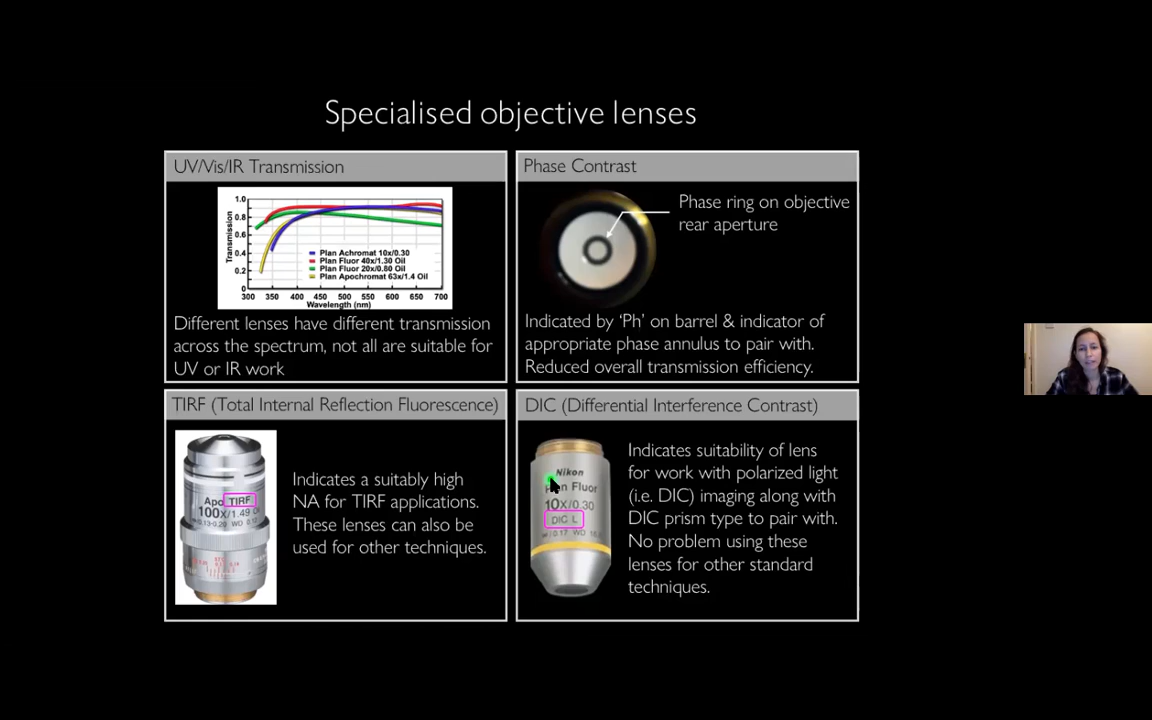 Specialised objective lenses
UV/Vis/IR Transmission
1.0
0.8
0.6
0.4
0.2
0
Transmission
Plan Achromat 10x/0.30
Plan Fluor 40x/1.30 Oil
Plan Fluor 20x/0.80 Oil
Plan Apochromat 63x/1.4 Oil
300 350 400 450 500 550 600 650 700
Wavelength (nm)
Different lenses have different transmission
across the spectrum, not all are suitable for
UV or IR work
Phase Contrast
Phase ring on objective
rear aperture
Indicated by ‘Ph’ on barrel & indicator of
appropriate phase annulus to pair with.
Reduced overall transmission efficiency.
TIRF (Total Internal Reflection Fluorescence)
Apo TIRF
100x/1.49 Oil
WD
Indicates a suitably high
NA for TIRF applications.
These lenses can also be
used for other techniques.
DIC (Differential Interference Contrast)
Nikon
Fluor
10x/0.30
DIC L
WD
Indicates suitability of lens
for work with polarized light
(i.e. DIC) imaging along with
DIC prism type to pair with.
No problem using these
lenses for other standard
techniques.